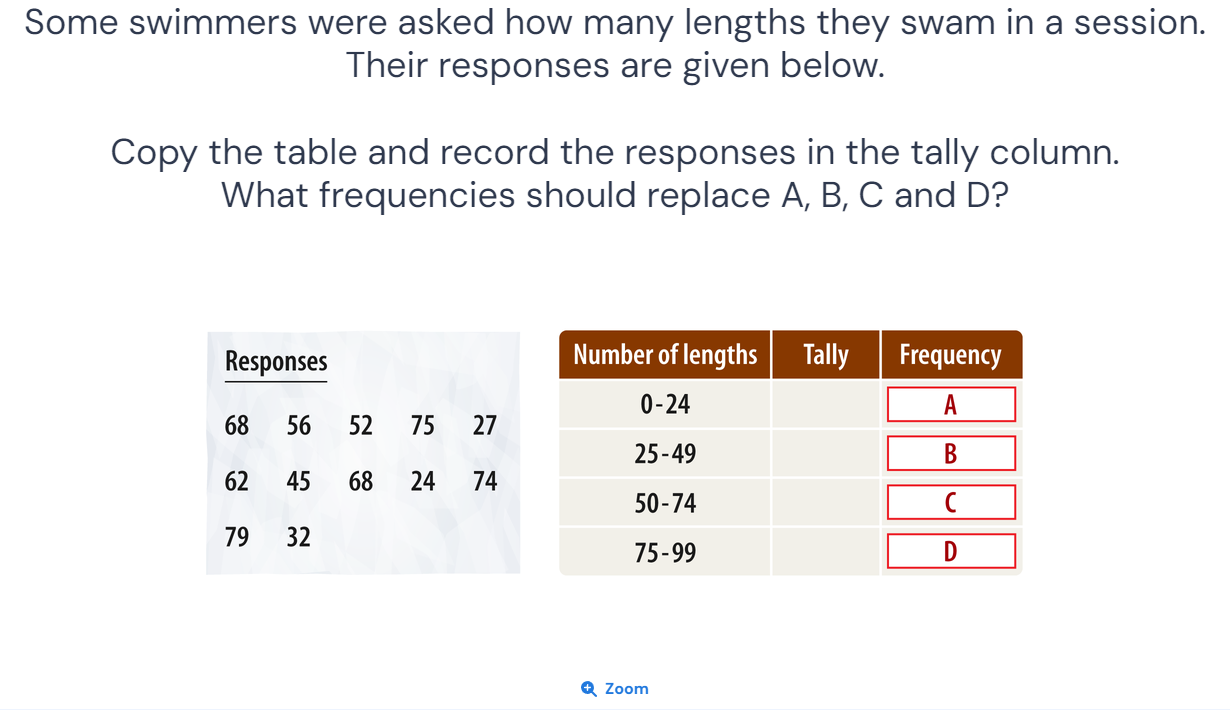 Some swimmers were asked how many lengths they swam in a session.
Their responses are given below.
Copy the table and record the responses in the tally column.
What frequencies should replace A, B, C and D?
Responses
68 56 52 75 27
62 45 68 24 74
79 32
Number of lengths Tally Frequency
0-24 A
25-49 B
50-74 C
75-99 D
Zoom